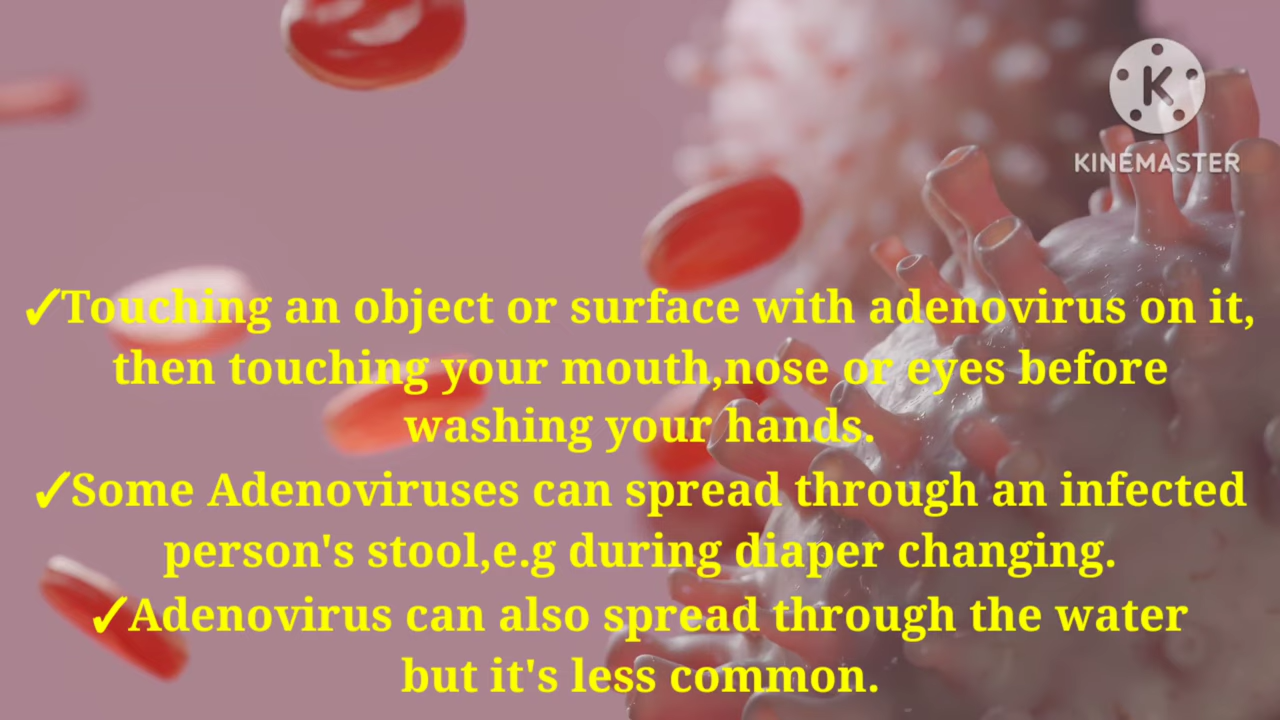 K
KINEMASTER
✓Touching an object or surface with adenovirus on it,
then touching your mouth,nose or eyes before
washing your hands.
✓Some Adenoviruses can spread through an infected
person's stool,e.g during diaper changing.
✓Adenovirus can also spread through the water
but it's less common.